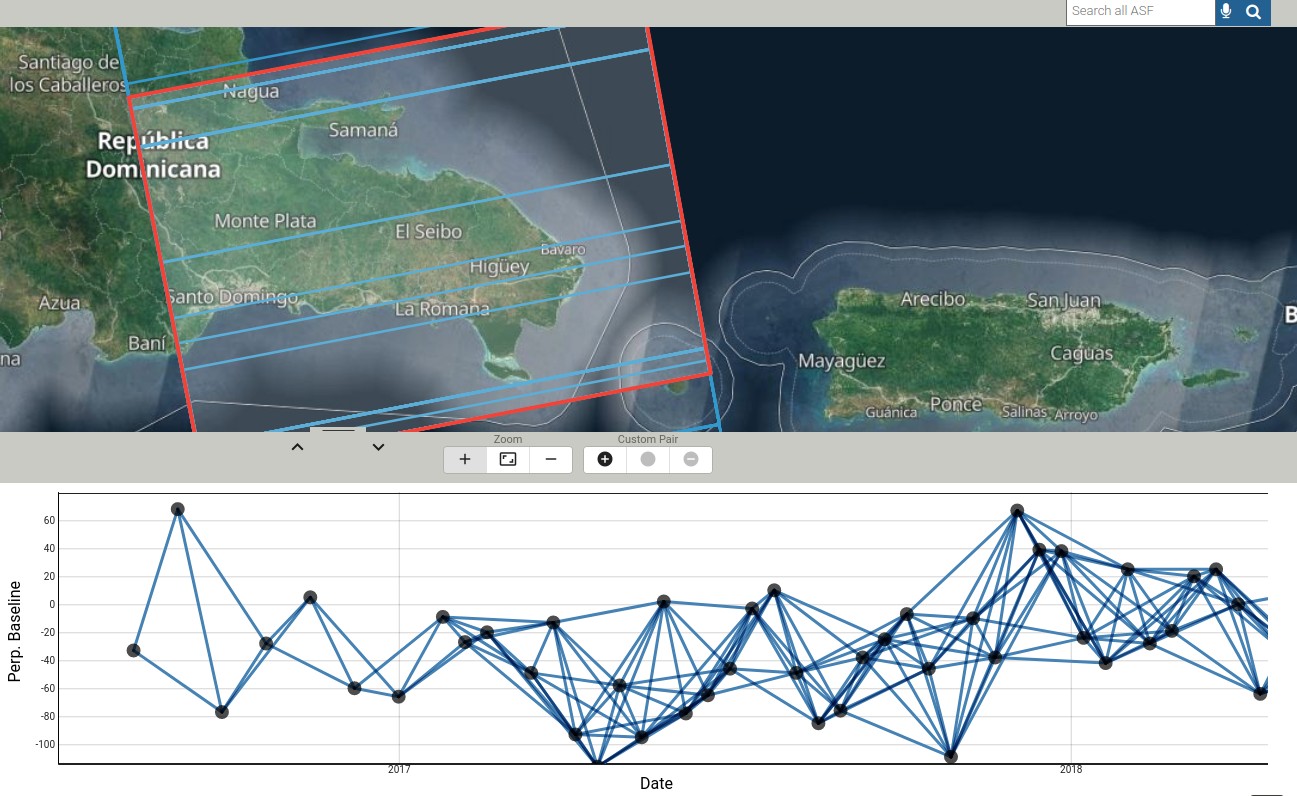 Search all ASF
Santiago de
los Caballeros
Nagua
Samaná
República
Dominicana
Monte Plata
El Seibo
Bávaro
Higüey
Santo Domingo
La Romana
Azua
Baní
na
Arecibo
San Juan
B
Mayagüez
Caguas
Guánica
Ponce
Salinas
Arroyo
Zoom
Custom Pair
60
40
20
0
-20
-40
-60
-80
-100
Perp. Baseline
2017
2018
Date